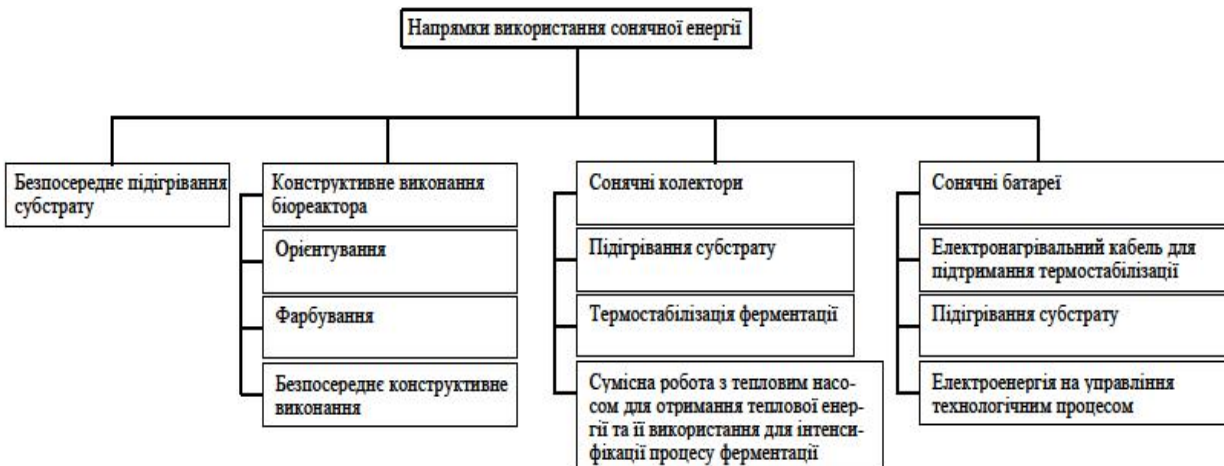 Напрямки використання сонячної енергії
Безпосереднє підігрівання
субстрату
Конструктивне виконання
біореактора
Орієнтування
Фарбування
Безпосереднє конструктивне
виконання
Сонячні колектори
Підігрівання субстрату
Термостабілізація ферментації
Сумісна робота з тепловим насо-
сом для отримання теплової енер-
гії та її використання для інтенси-
фікації процесу ферментації
Сонячні батареї
Електронагрівальний кабель для
підтримання термостабілізації
Підігрівання субстрату
Електроенергія на управління
технологічним процесом